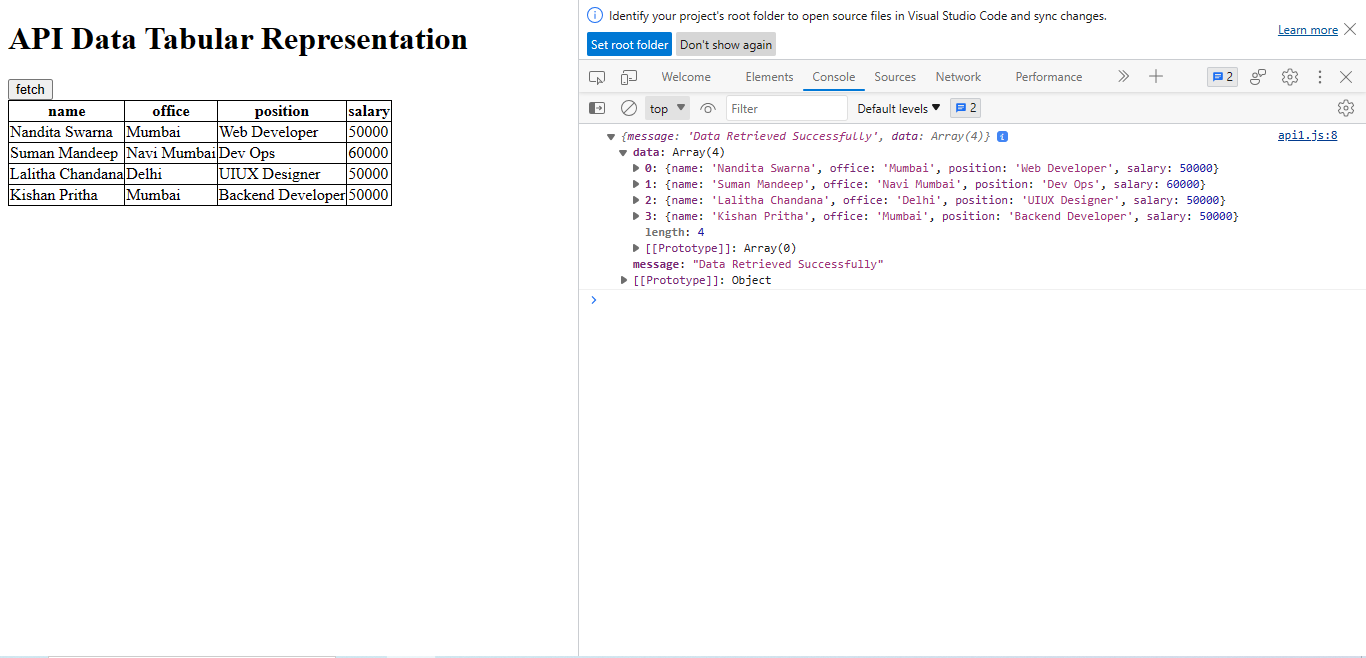 API Data Tabular Representation
fetch
name office position salary
Nandita Swarna Mumbai Web Developer 50000
Suman Mandeep Navi Mumbai Dev Ops 60000
Lalitha Chandana Delhi UIUX Designer 50000
Kishan Pritha Mumbai Backend Developer 50000
Identify your project's root folder to open source files in Visual Studio Code and sync changes.
Learn more
Set root folder Don't show again
Welcome Elements Console Sources Network Performance 2
top Filter Default levels 2
{message: 'Data Retrieved Successfully', data: Array(4)} api1.js:8
data: Array(4)
0: {name: 'Nandita Swarna', office: 'Mumbai', position: 'Web Developer', salary: 50000}
1: {name: 'Suman Mandeep', office: 'Navi Mumbai', position: 'Dev Ops', salary: 60000}
2: {name: 'Lalitha Chandana', office: 'Delhi', position: 'UIUX Designer', salary: 50000}
3: {name: 'Kishan Pritha', office: 'Mumbai', position: 'Backend Developer', salary: 50000}
length: 4
[[Prototype]]: Array(0)
message: "Data Retrieved Successfully"
[[Prototype]]: Object